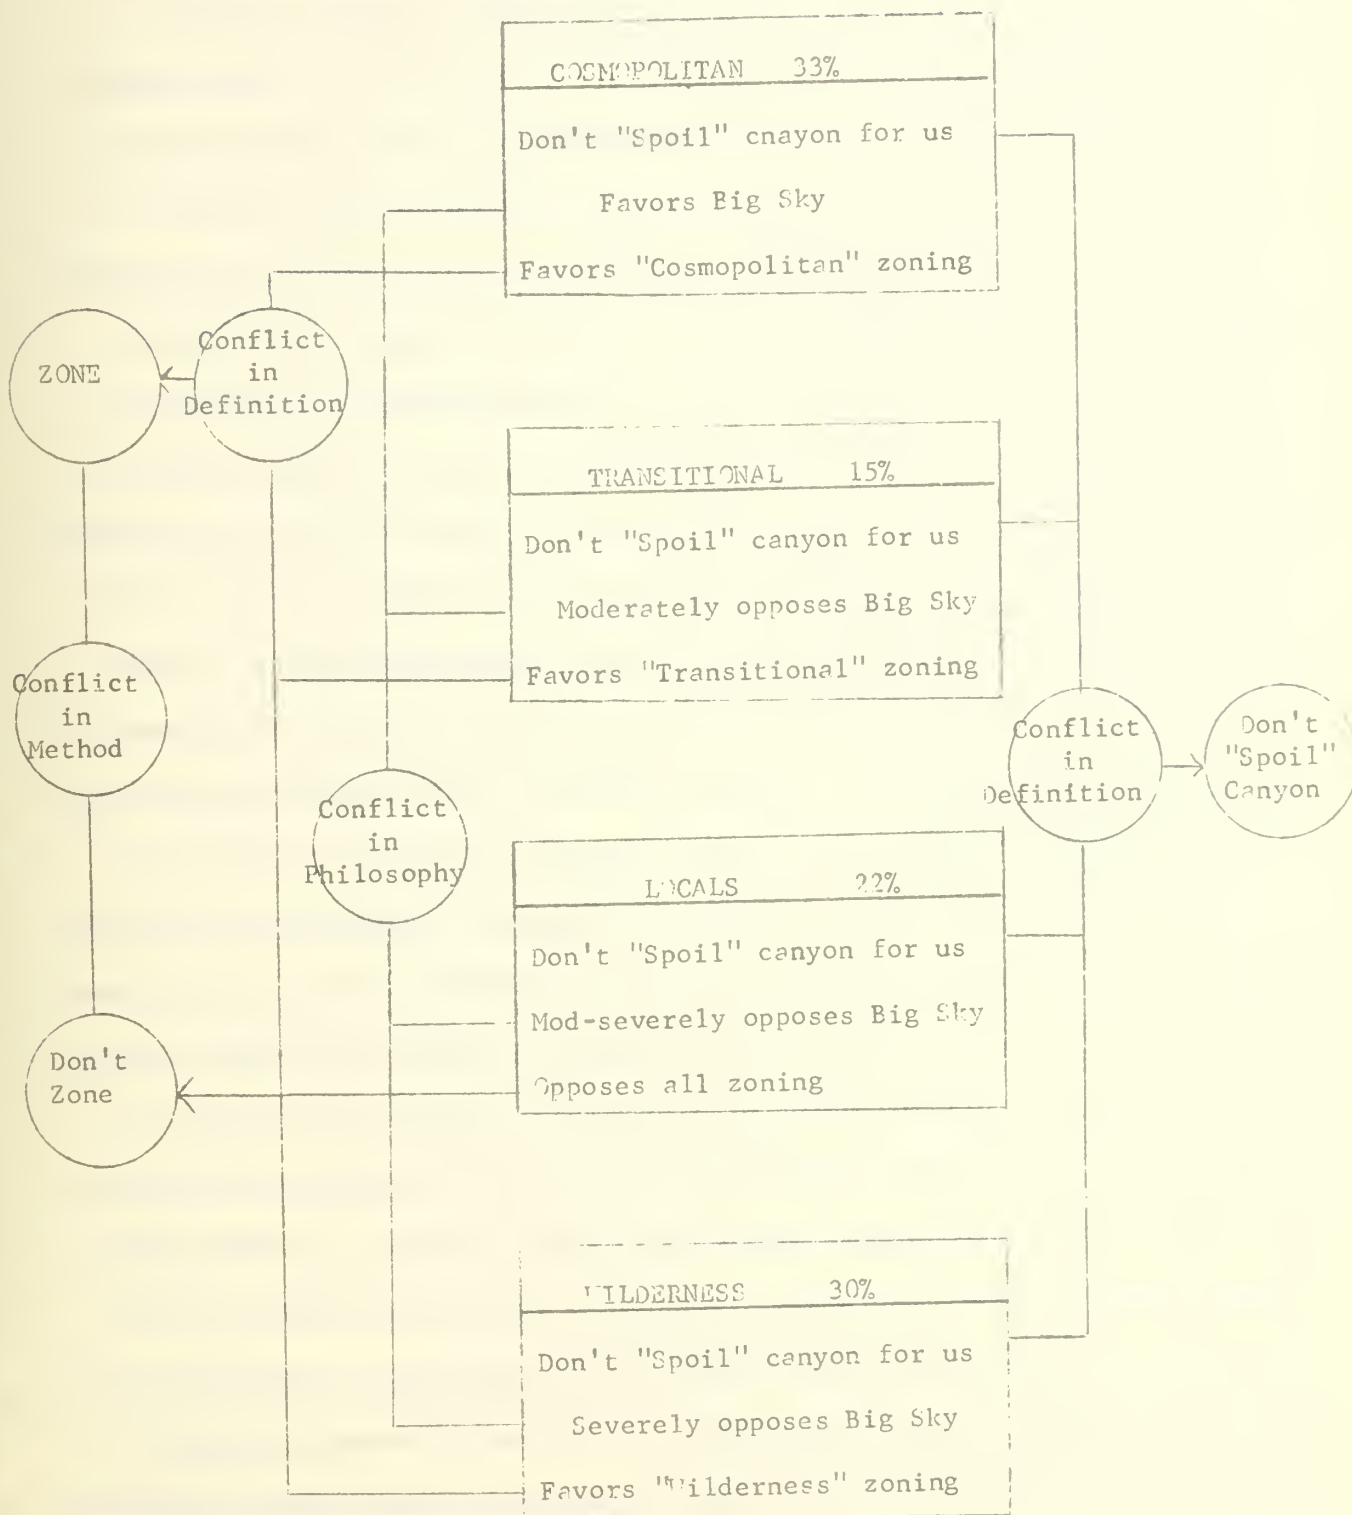 COSMOPOLITAN 33%
Don't "Spoil" cnayon for us
Favors Big Sky
Favors "Cosmopolitan" zoning
ZONE
Conflict
in
Definition
TRANSITIONAL 15%
Don't "Spoil" canyon for us
Moderately opposes Big Sky
Favors "Transitional" zoning
Conflict
in
Method
Conflict
in
Philosophy
Conflict
in
Definition
Don't
"Spoil"
Canyon
LOCALS 22%
Don't "Spoil" canyon for us
Mod-severely opposes Big Sky
Opposes all zoning
Don't
Zone
WILDERNESS 30%
Don't "Spoil" canyon for us
Severely opposes Big Sky
Favors "Wilderness" zoning